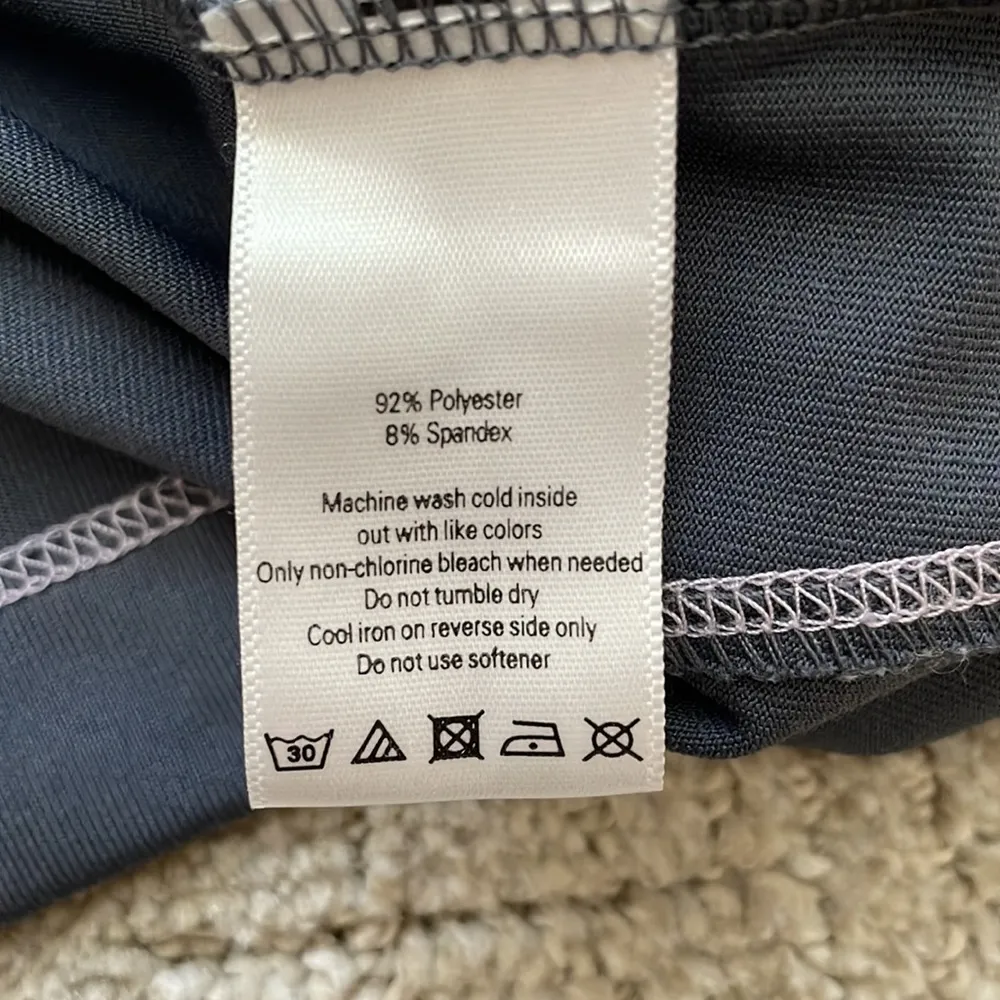 92% Polyester
8% Spandex
Machine wash cold inside
out with like colors
Only non-chlorine bleach when needed
Do not tumble dry
Cool iron on reverse side only
Do not use softener
30